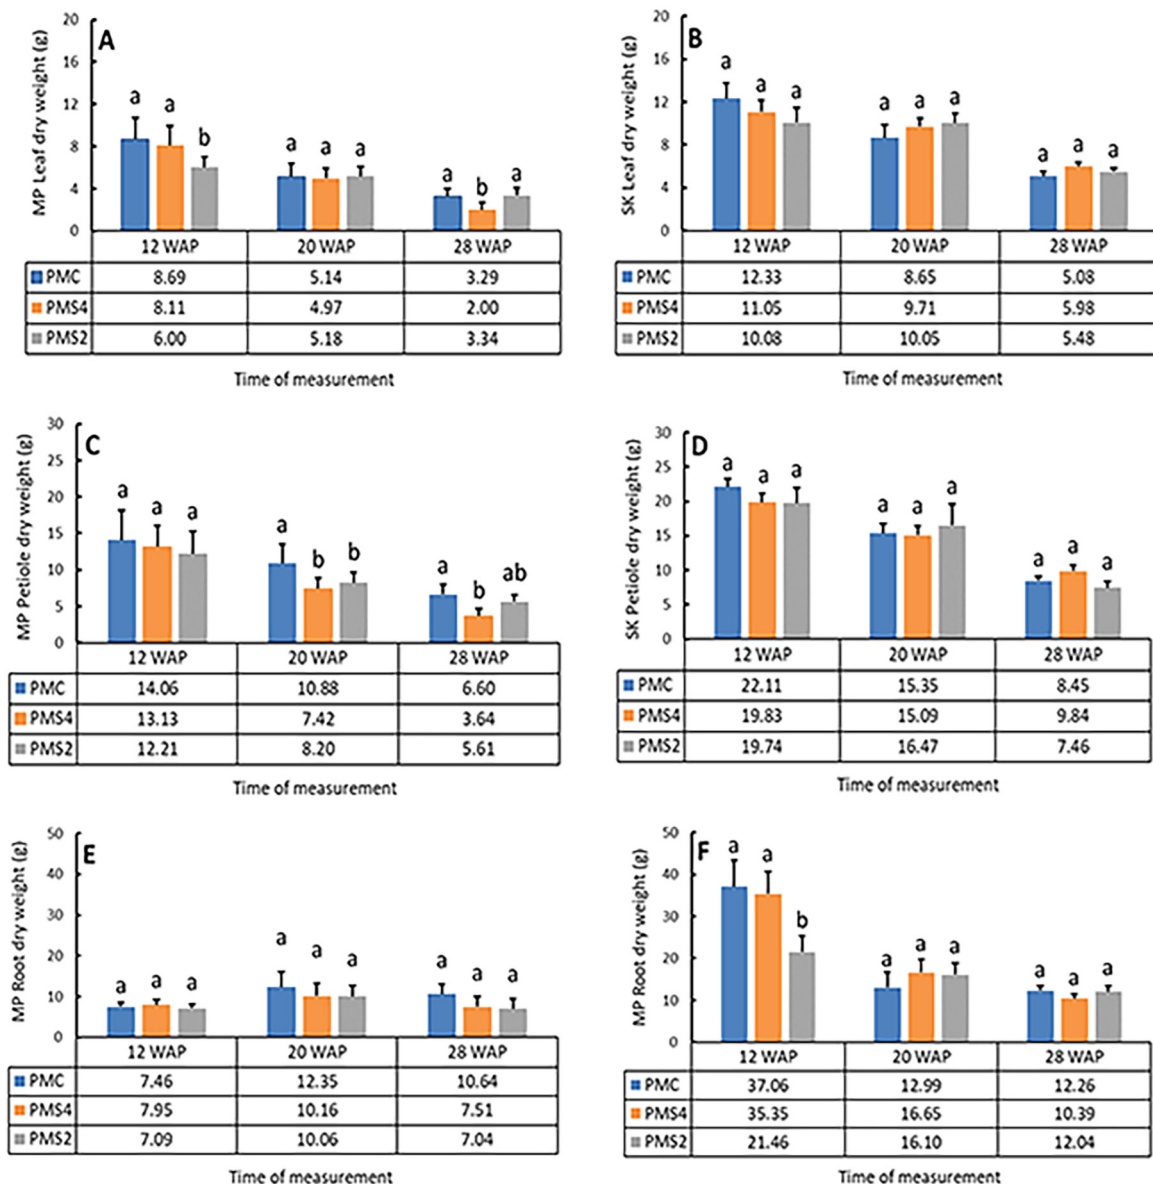 A
MP Leaf dry weight (g)
20
16
12
8
4
0
a a b
a a a
a b a
12 WAP 20 WAP 28 WAP
PMC 8.69 5.14 3.29
PMS4 8.11 4.97 2.00
PMS2 6.00 5.18 3.34
Time of measurement
B
SK Leaf dry weight (g)
20
16
12
8
4
0
a a a
a a a
a a a
12 WAP 20 WAP 28 WAP
PMC 12.33 8.65 5.08
PMS4 11.05 9.71 5.98
PMS2 10.08 10.05 5.48
Time of measurement
C
MP Petiole dry weight (g)
30
25
20
15
10
5
0
a a a
a b b
a b ab
12 WAP 20 WAP 28 WAP
PMC 14.06 10.88 6.60
PMS4 13.13 7.42 3.64
PMS2 12.21 8.20 5.61
Time of measurement
D
SK Petiole dry weight (g)
30
25
20
15
10
5
0
a a a
a a a
a a a
12 WAP 20 WAP 28 WAP
PMC 22.11 15.35 8.45
PMS4 19.83 15.09 9.84
PMS2 19.74 16.47 7.46
Time of measurement
E
MP Root dry weight (g)
50
40
30
20
10
0
a a a
a a a
a a a
12 WAP 20 WAP 28 WAP
PMC 7.46 12.35 10.64
PMS4 7.95 10.16 7.51
PMS2 7.09 10.06 7.04
Time of measurement
F
MP Root dry weight (g)
50
40
30
20
10
0
a a b
a a a
a a a
12 WAP 20 WAP 28 WAP
PMC 37.06 12.99 12.26
PMS4 35.35 16.65 10.39
PMS2 21.46 16.10 12.04
Time of measurement